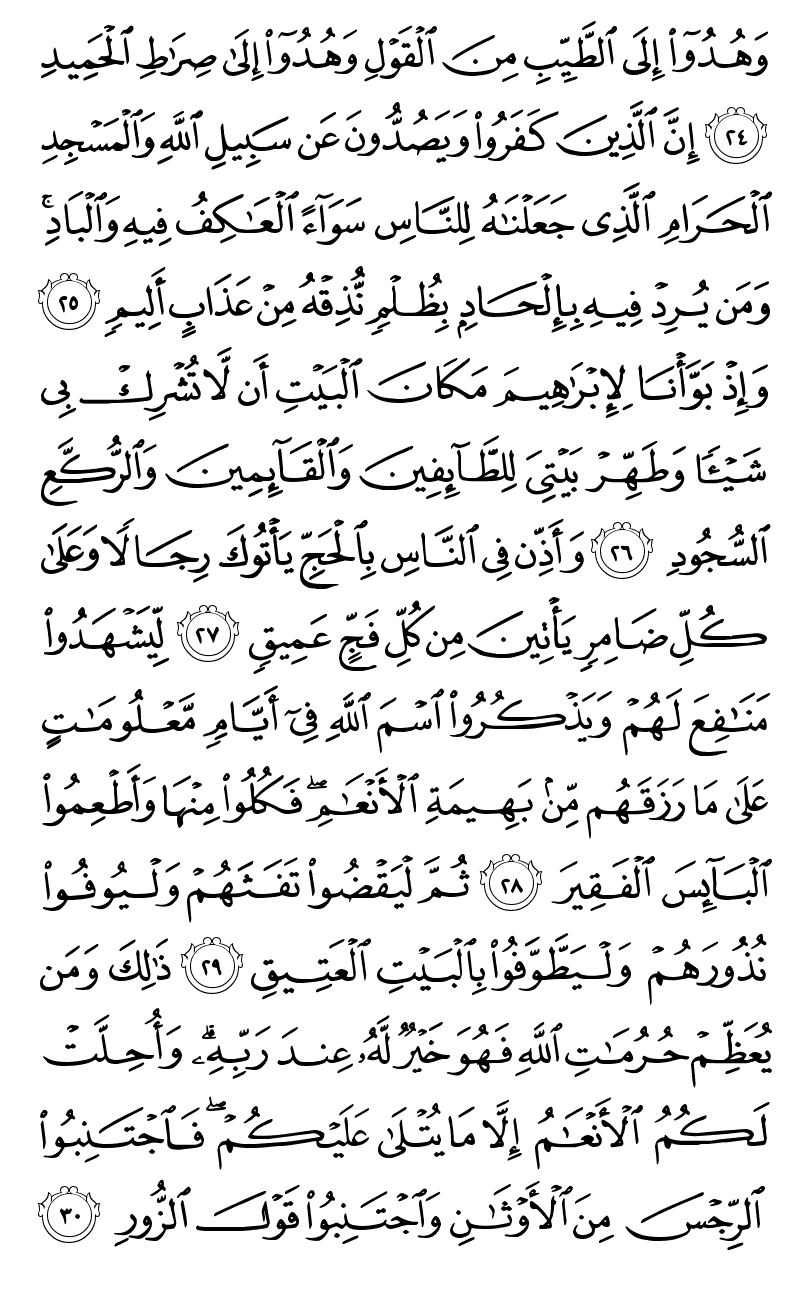 وَهُدُوٓا۟ إِلَى ٱلطَّيِّبِ مِنَ ٱلْقَوْلِ وَهُدُوٓا۟ إِلَىٰ صِرَٰطِ ٱلْحَمِيدِ
٢٤ إِنَّ ٱلَّذِينَ كَفَرُوا۟ وَيَصُدُّونَ عَن سَبِيلِ ٱللَّهِ وَٱلْمَسْجِدِ
ٱلْحَرَامِ ٱلَّذِى جَعَلْنَٰهُ لِلنَّاسِ سَوَآءً ٱلْعَٰكِفُ فِيهِ وَٱلْبَادِ ۚ
وَمَن يُرِدْ فِيهِ بِإِلْحَادٍۭ بِظُلْمٍ نُّذِقْهُ مِنْ عَذَابٍ أَلِيمٍ ٢٥
وَإِذْ بَوَّأْنَا لِإِبْرَٰهِيمَ مَكَانَ ٱلْبَيْتِ أَن لَّا تُشْرِكْ بِى
شَيْـًٔا وَطَهِّرْ بَيْتِىَ لِلطَّآئِفِينَ وَٱلْقَآئِمِينَ وَٱلرُّكَّعِ
ٱلسُّجُودِ ٢٦ وَأَذِّن فِى ٱلنَّاسِ بِٱلْحَجِّ يَأْتُوكَ رِجَالًا وَعَلَىٰ
كُلِّ ضَامِرٍ يَأْتِينَ مِن كُلِّ فَجٍّ عَمِيقٍ ٢٧ لِّيَشْهَدُوا۟
مَنَٰفِعَ لَهُمْ وَيَذْكُرُوا۟ ٱسْمَ ٱللَّهِ فِىٓ أَيَّامٍ مَّعْلُومَٰتٍ
عَلَىٰ مَا رَزَقَهُم مِّنۢ بَهِيمَةِ ٱلْأَنْعَٰمِ ۖ فَكُلُوا۟ مِنْهَا وَأَطْعِمُوا۟
ٱلْبَآئِسَ ٱلْفَقِيرَ ٢٨ ثُمَّ لْيَقْضُوا۟ تَفَثَهُمْ وَلْيُوفُوا۟
نُذُورَهُمْ وَلْيَطَّوَّفُوا۟ بِٱلْبَيْتِ ٱلْعَتِيقِ ٢٩ ذَٰلِكَ وَمَن
يُعَظِّمْ حُرُمَٰتِ ٱللَّهِ فَهُوَ خَيْرٌ لَّهُۥ عِندَ رَبِّهِۦ ۗ وَأُحِلَّتْ
لَكُمُ ٱلْأَنْعَٰمُ إِلَّا مَا يُتْلَىٰ عَلَيْكُمْ ۖ فَٱجْتَنِبُوا۟
ٱلرِّجْسَ مِنَ ٱلْأَوْثَٰنِ وَٱجْتَنِبُوا۟ قَوْلَ ٱلزُّورِ ٣٠